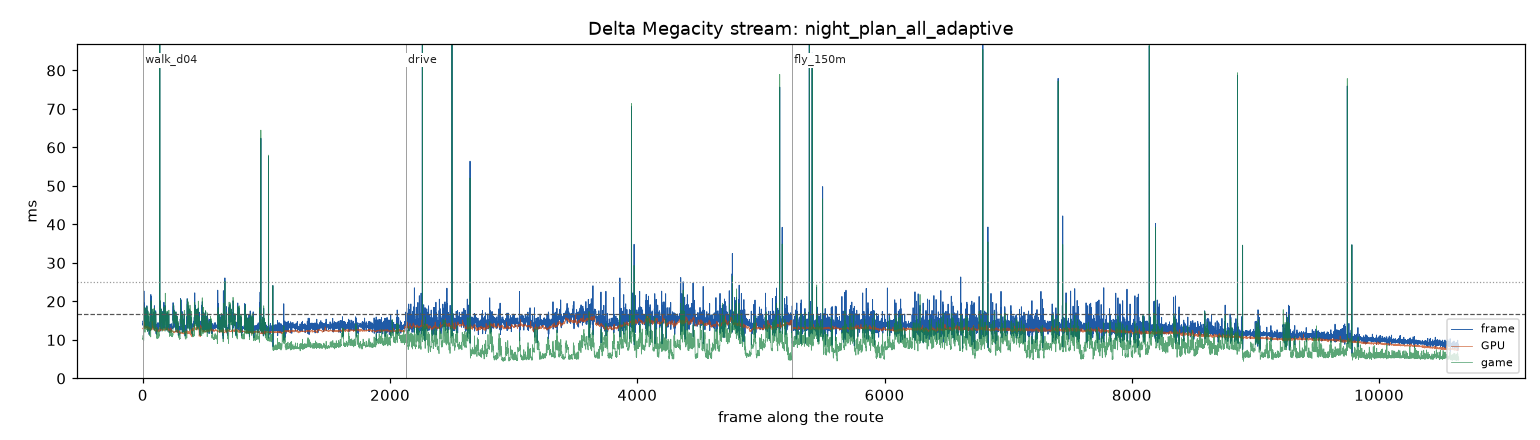 Delta Megacity stream: night_plan_all_adaptive
walk_d04
drive
fly_150m
80
70
60
50
40
30
20
10
0
ms
frame
GPU
game
0
2000
4000
6000
8000
10000
frame along the route